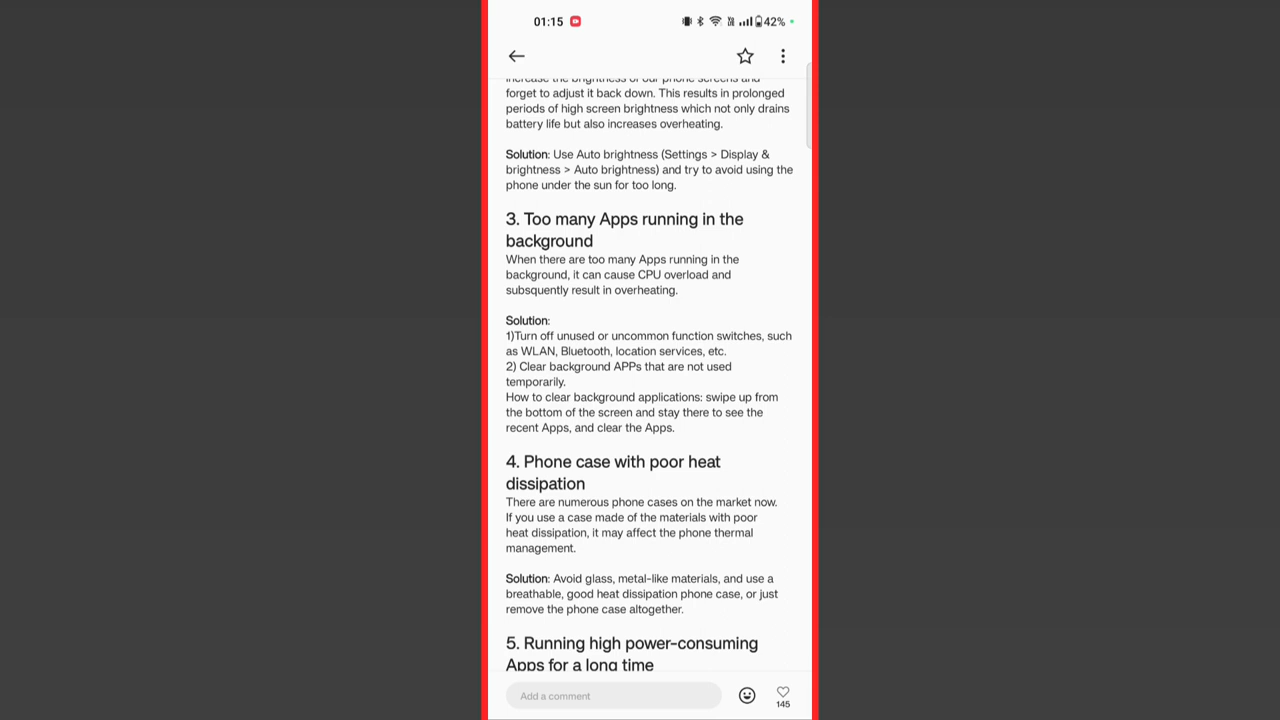 01:15
42%
forget to adjust it back down. This results in prolonged
periods of high screen brightness which not only drains
battery life but also increases overheating.
Solution: Use Auto brightness (Settings > Display &
brightness > Auto brightness) and try to avoid using the
phone under the sun for too long.
3. Too many Apps running in the
background
When there are too many Apps running in the
background, it can cause CPU overload and
subsquently result in overheating.
Solution:
1)Turn off unused or uncommon function switches, such
as WLAN, Bluetooth, location services, etc.
2) Clear background APPs that are not used
temporarily.
How to clear background applications: swipe up from
the bottom of the screen and stay there to see the
recent Apps, and clear the Apps.
4. Phone case with poor heat
dissipation
There are numerous phone cases on the market now.
If you use a case made of the materials with poor
heat dissipation, it may affect the phone thermal
management.
Solution: Avoid glass, metal-like materials, and use a
breathable, good heat dissipation phone case, or just
remove the phone case altogether.
5. Running high power-consuming
Apps for a long time
Add a comment
145